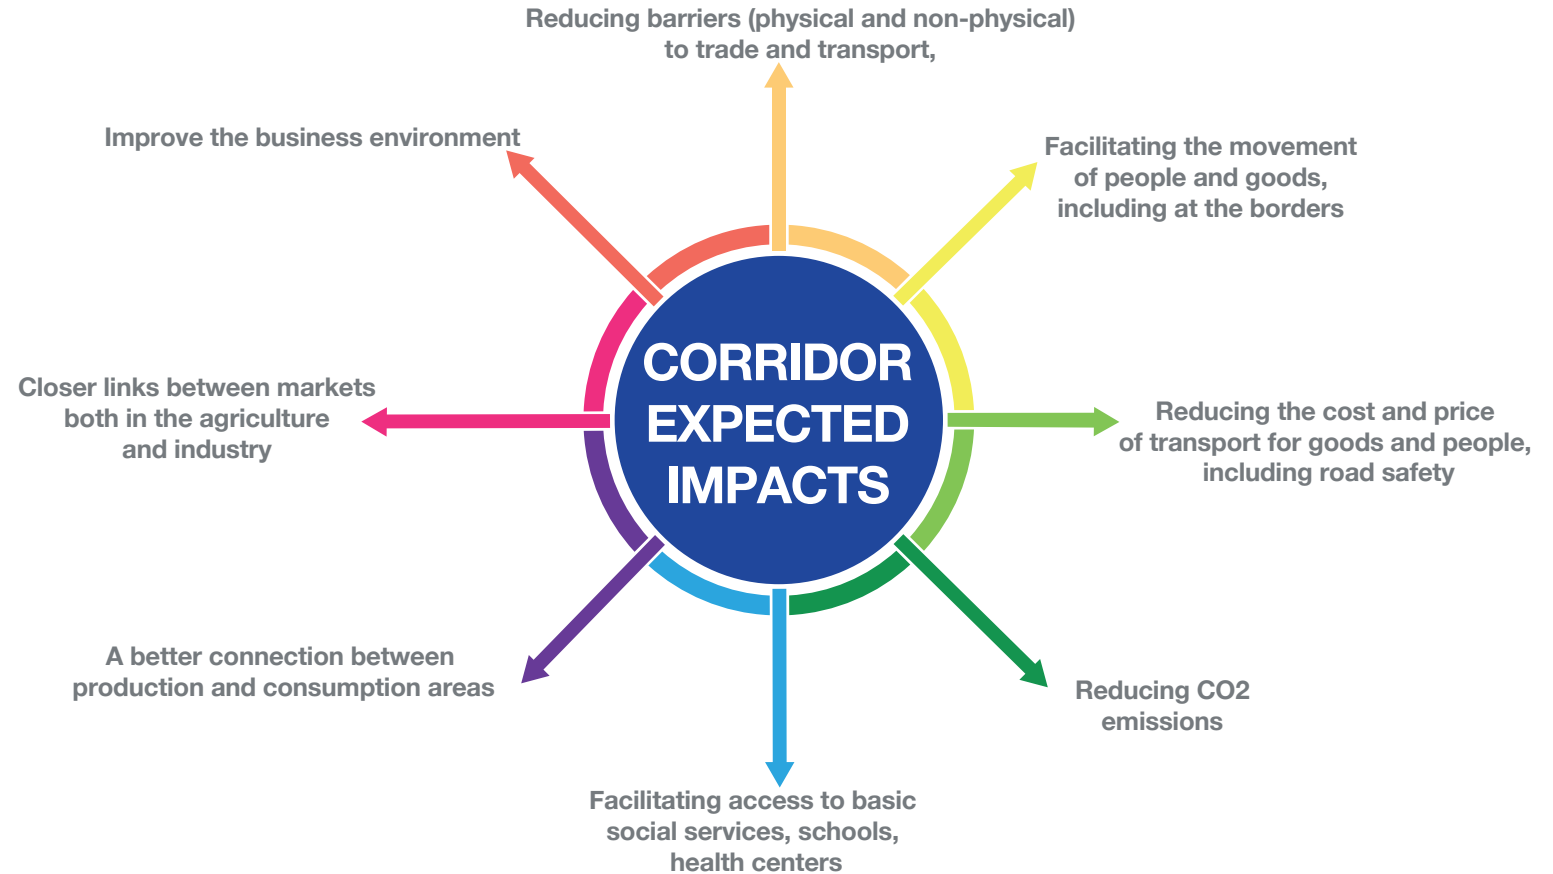 Reducing barriers (physical and non-physical)
to trade and transport,
Improve the business environment
Facilitating the movement
of people and goods,
including at the borders
CORRIDOR
EXPECTED
IMPACTS
Closer links between markets
both in the agriculture
and industry
Reducing the cost and price
of transport for goods and people,
including road safety
A better connection between
production and consumption areas
Reducing CO2
emissions
Facilitating access to basic
social services, schools,
health centers